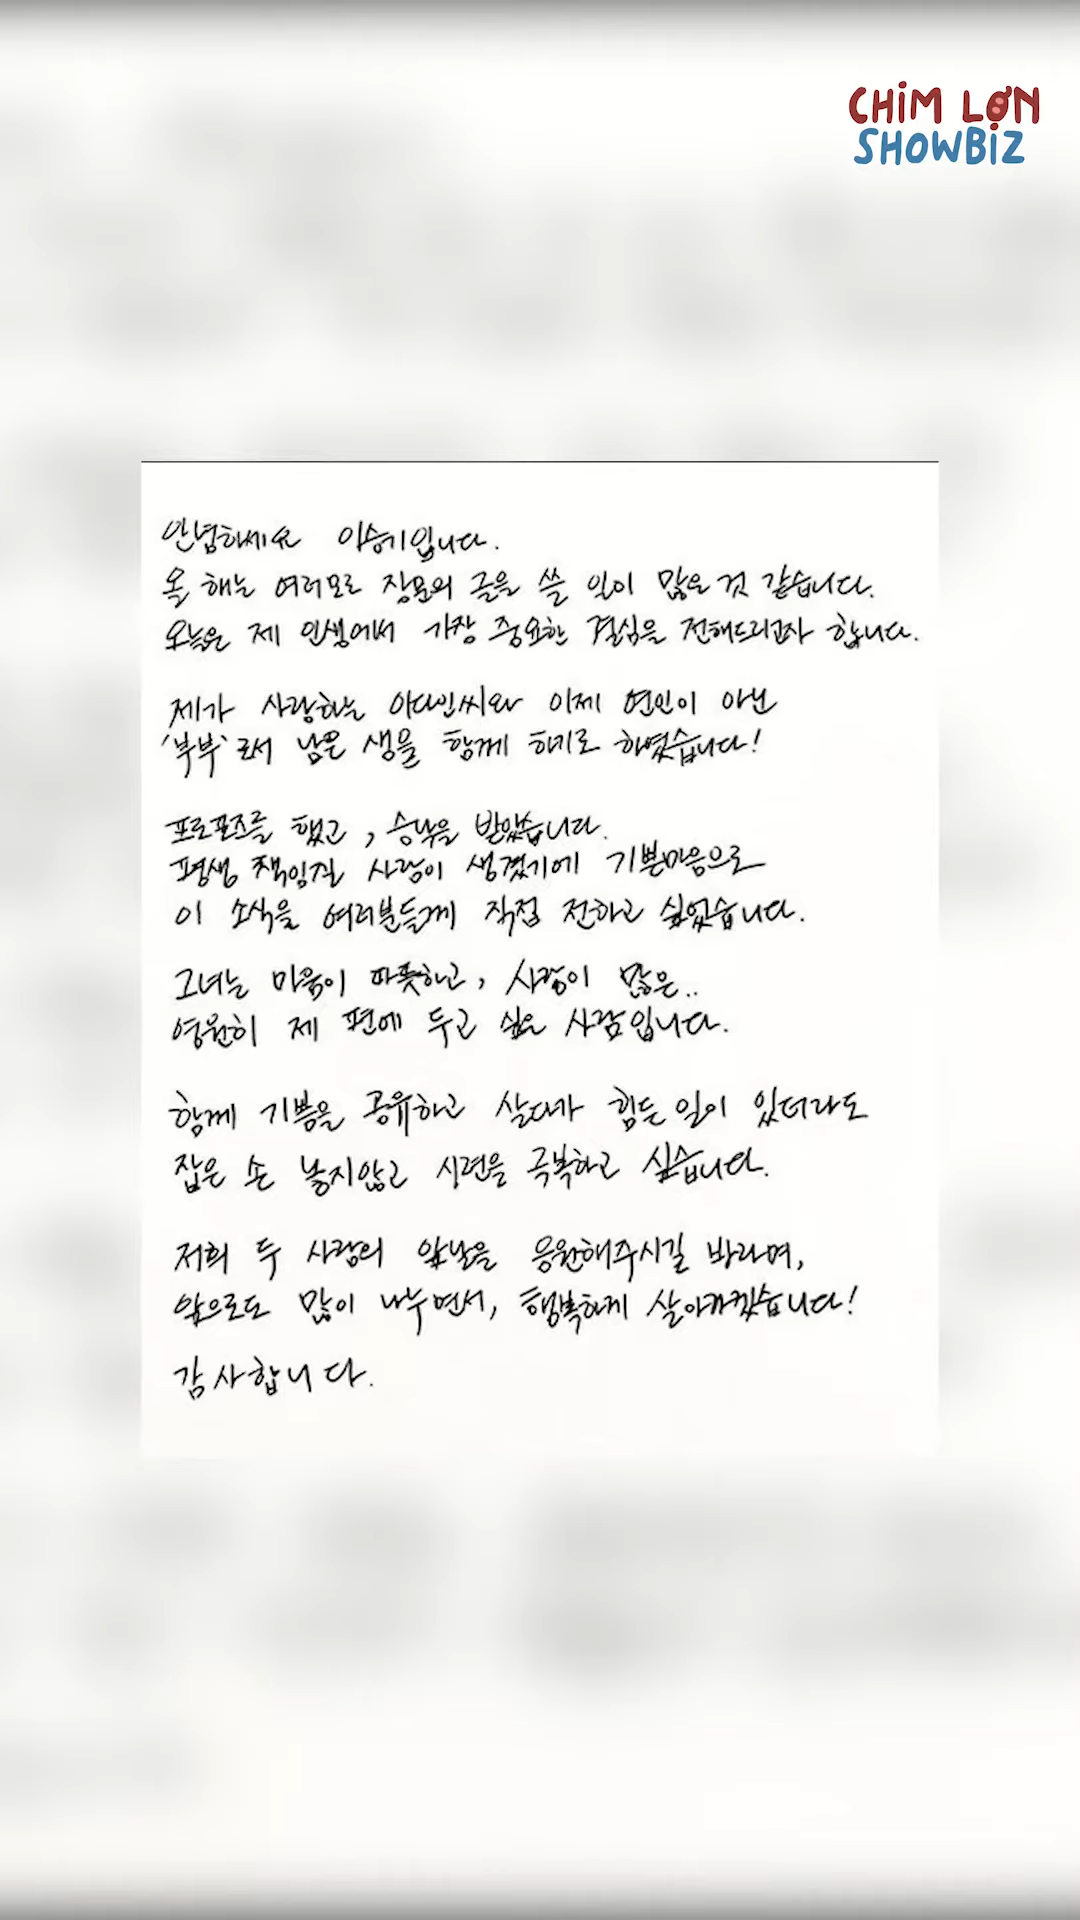 CHIM LỢN
SHOWBIZ
안녕하세요 이승기입니다.
올 해는 여러모로 장문의 글을 쓸 일이 많은 것 같습니다.
오늘은 제 인생에서 가장 중요한 결심을 전해드리고자 합니다.
제가 사랑하는 이다인씨와 이제 연인이 아닌
'부부'로서 남은 생을 함께 하기로 하였습니다!
프로포즈를 했고, 승낙을 받았습니다.
평생 책임질 사람이 생겼기에 기쁜마음으로
이 소식을 여러분들께 직접 전하고 싶었습니다.
그녀는 마음이 따뜻하고, 사랑이 많은..
영원히 제 편에 두고 싶은 사람입니다.
함께 기쁨을 공유하고 살다가 힘든 일이 있더라도
잡은 손 놓지않고 시련을 극복하고 싶습니다.
저희 두 사람의 앞날을 응원해주시길 바라며,
앞으로도 많이 나누면서, 행복하게 살아가겠습니다!
감사합니다.